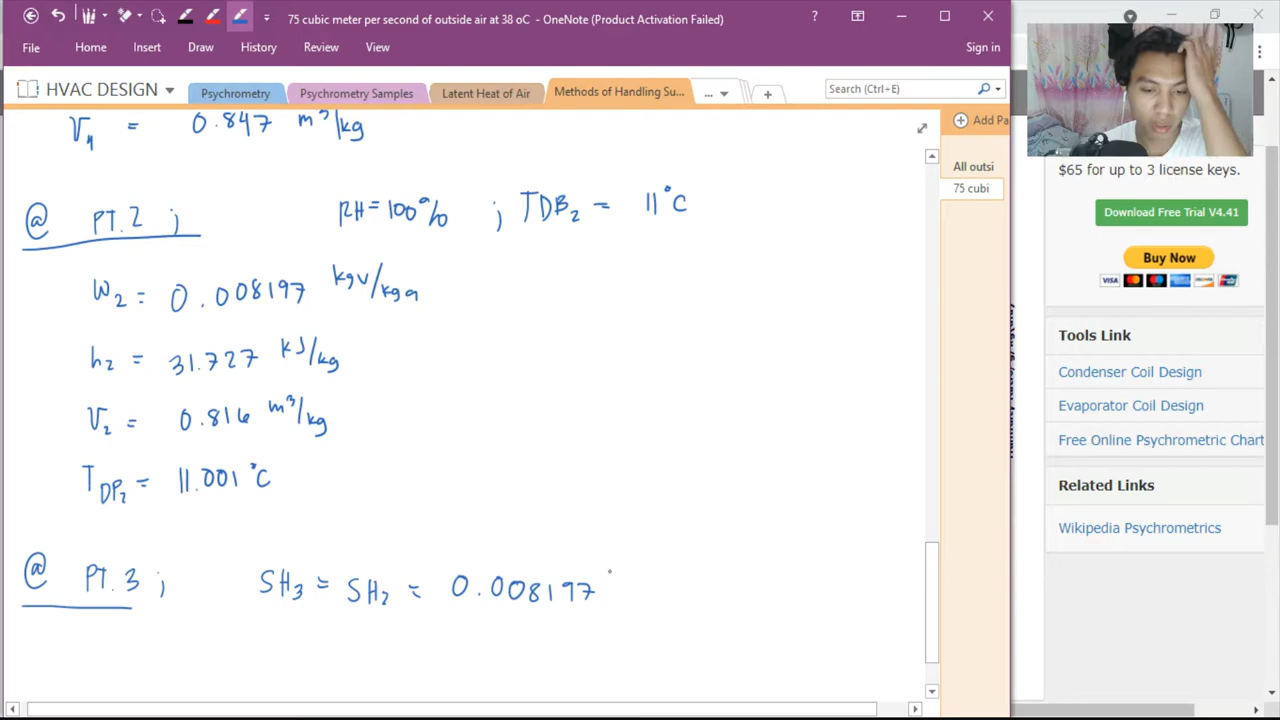 75 cubic meter per second of outside air at 38 oC - OneNote (Product Activation Failed)
File Home Insert Draw History Review View
Sign in
HVAC DESIGN
Psychrometry
Psychrometry Samples
Latent Heat of Air
Methods of Handling Su...
...
Search (Ctrl+E)
Add Pa
All outsi
75 cubi
V4 = 0.847 m³/kg
@ PT.2 ; RH=100% ; TDB2 = 11°C
W2 = 0.008197 kgv/kga
h2 = 31.727 kJ/kg
V2 = 0.816 m³/kg
TDP2 = 11.001 °C
@ PT.3 ; SH3 = SH2 = 0.008197
$65 for up to 3 license keys.
Download Free Trial V4.41
Buy Now
VISA
Tools Link
Condenser Coil Design
Evaporator Coil Design
Free Online Psychrometric Chart
Related Links
Wikipedia Psychrometrics